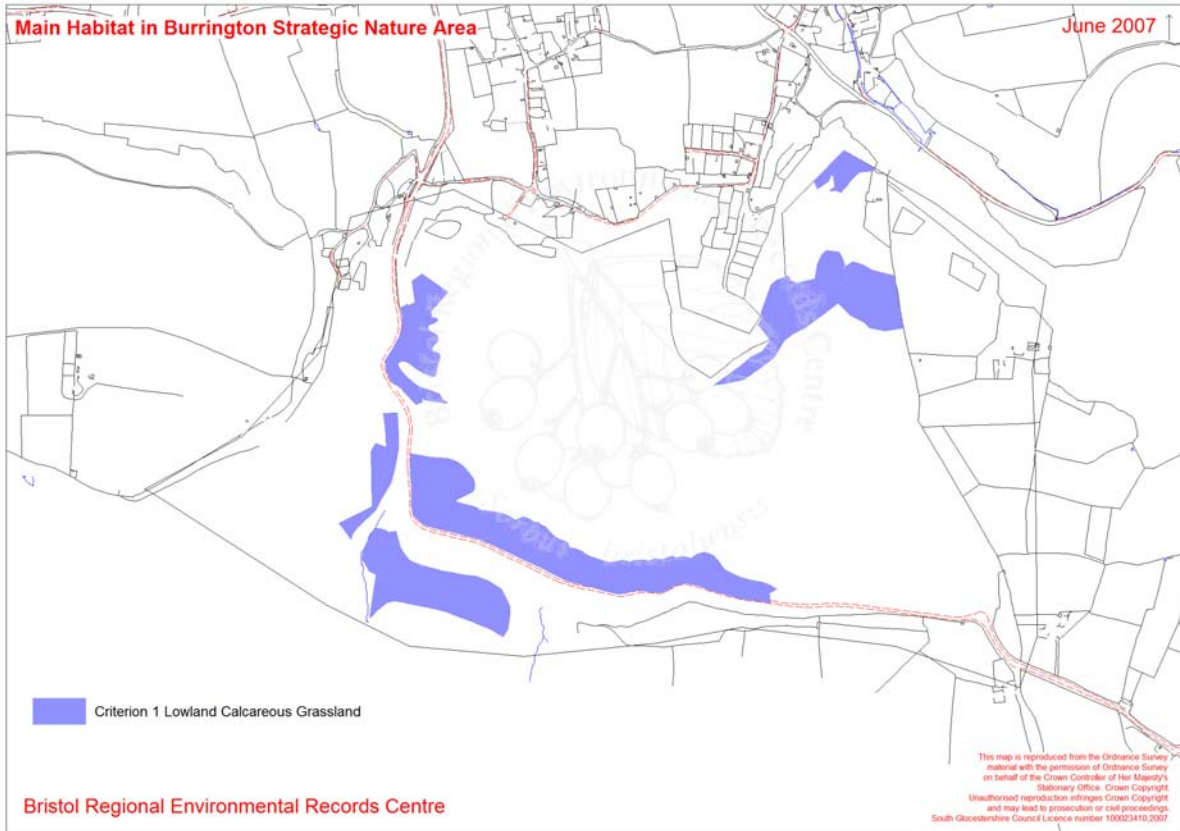 Main Habitat in Burrington Strategic Nature Area
June 2007
Criterion 1 Lowland Calcareous Grassland
This map is reproduced from the Ordnance Survey
material with the permission of Ordnance Survey
on behalf of the Crown Controller of Her Majesty's
Stationary Office. Crown Copyright.
Unauthorised reproduction infringes Crown Copyright
and may lead to prosecution or civil proceedings.
South Glocestershire Council Licence number 100023410,2007
Bristol Regional Environmental Records Centre